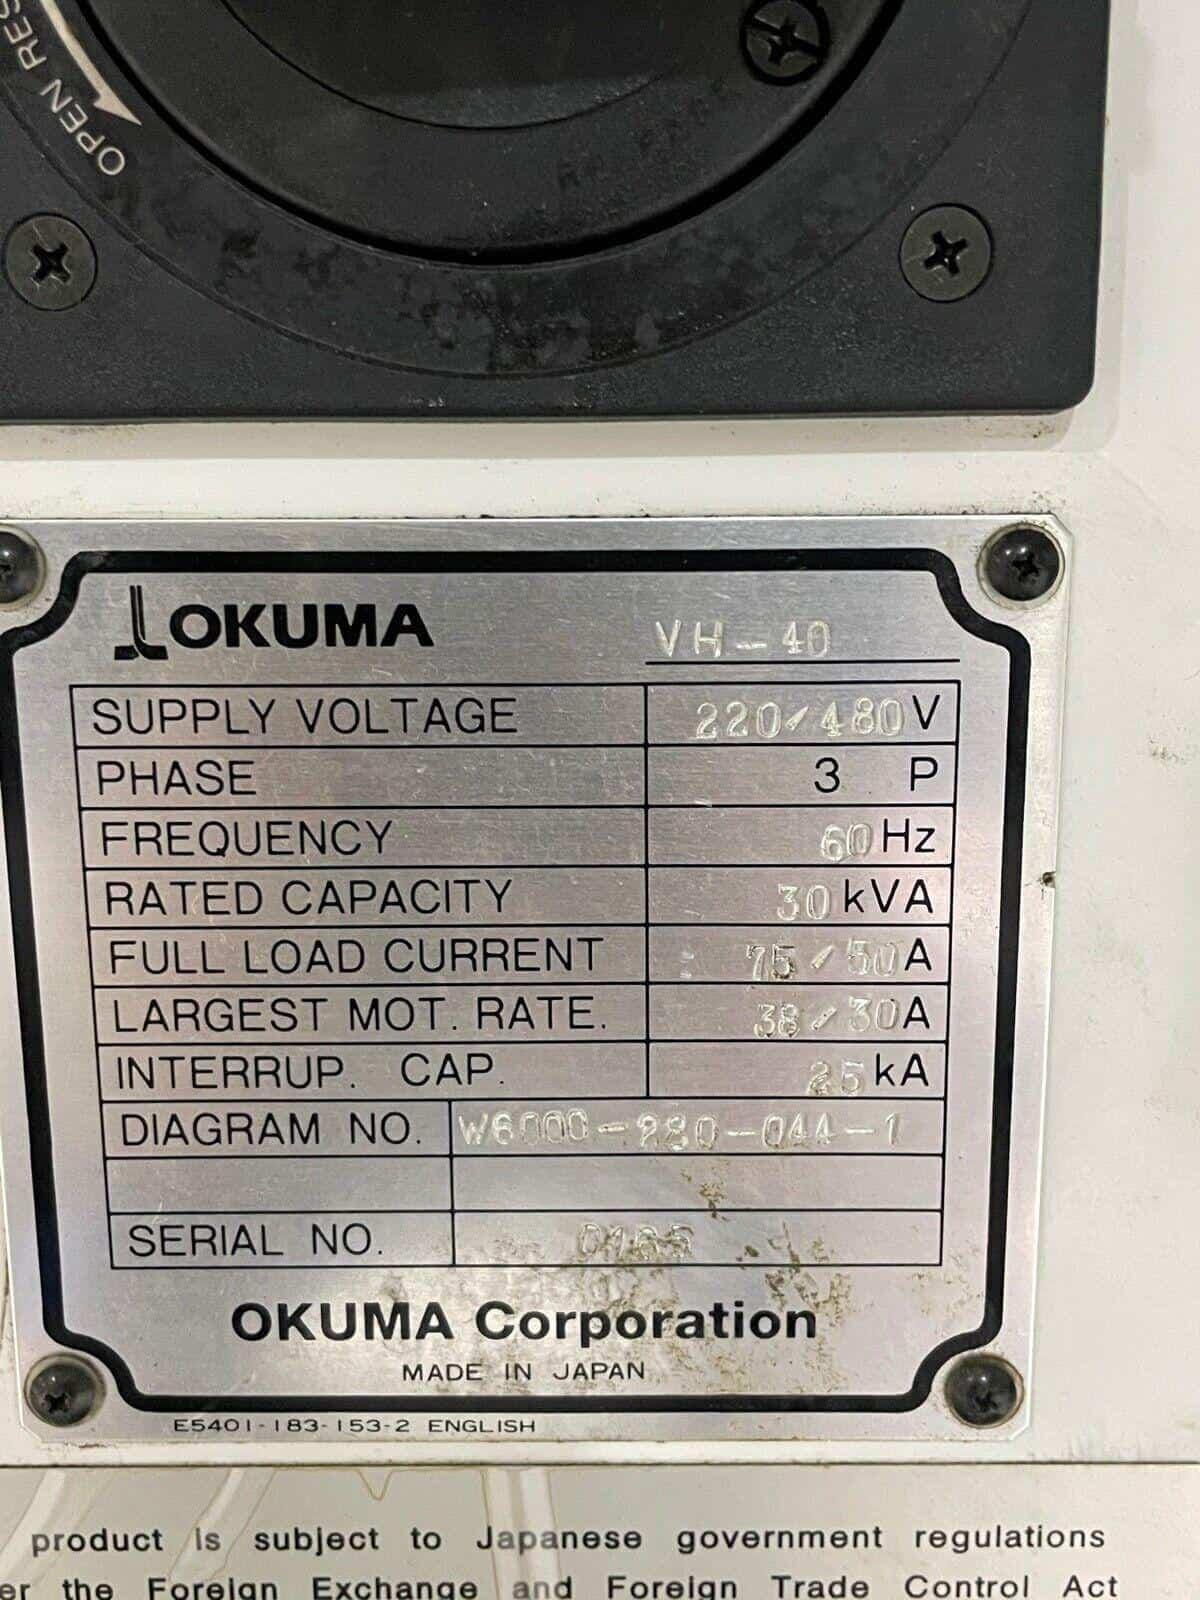 OPEN RES
OKUMA VH-40
SUPPLY VOLTAGE 220/480V
PHASE 3 P
FREQUENCY 60Hz
RATED CAPACITY 30kVA
FULL LOAD CURRENT 75/50A
LARGEST MOT. RATE. 38/30A
INTERRUP. CAP. 25kA
DIAGRAM NO. W6000-280-044-1
SERIAL NO.
OKUMA Corporation
MADE IN JAPAN
E5401-183-153-2 ENGLISH
product is subject to Japanese government regulations
er the Foreign Exchange and Foreign Trade Control Act